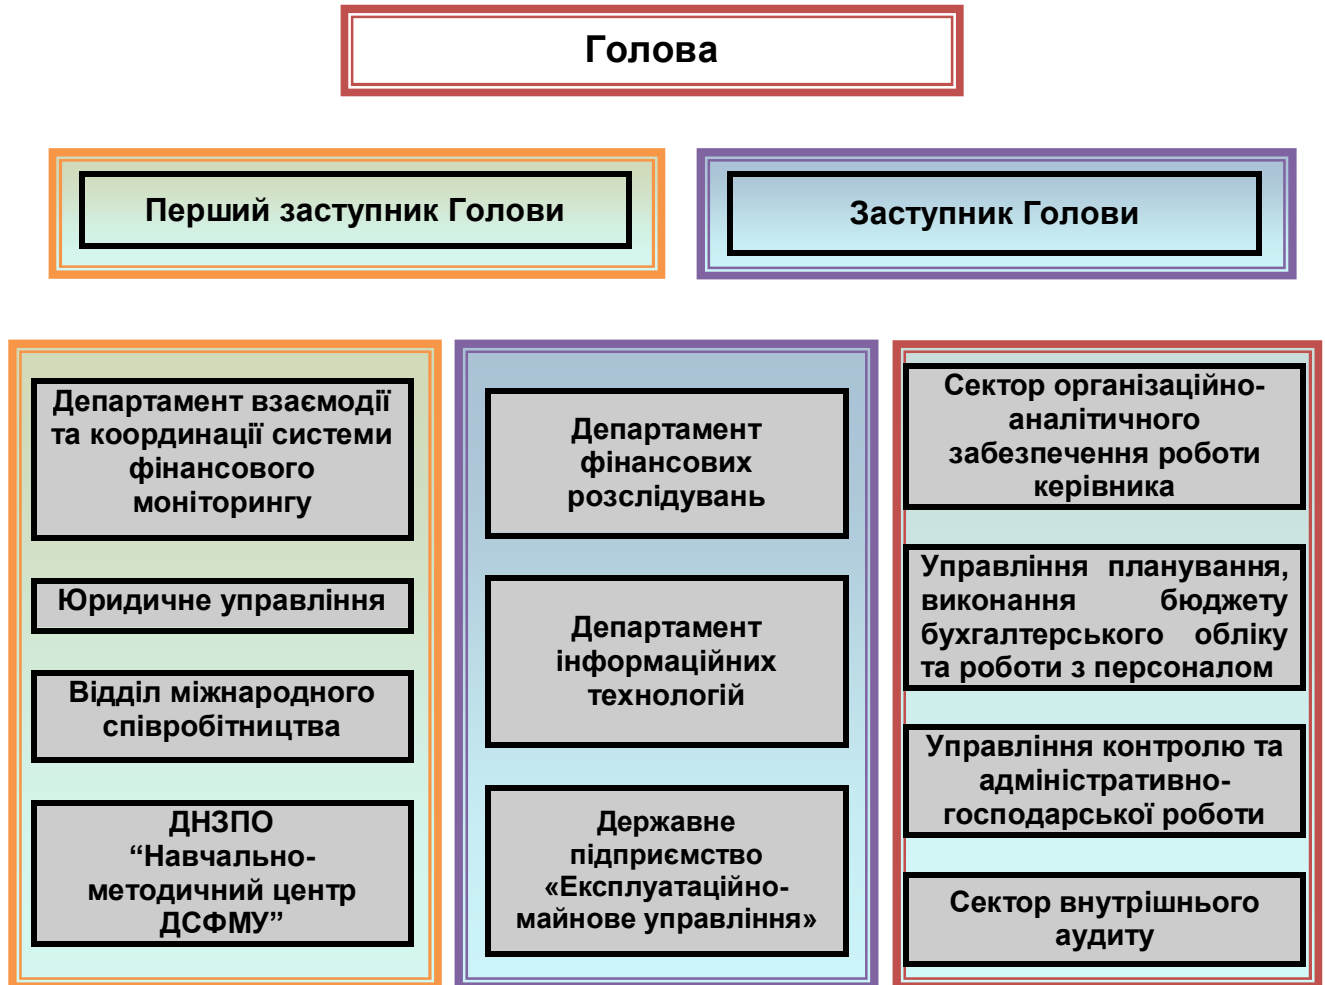 Голова
Перший заступник Голови
Заступник Голови
Департамент взаємодії
та координації системи
фінансового
моніторингу
Юридичне управління
Відділ міжнародного
співробітництва
ДНЗПО
“Навчально-
методичний центр
ДСФМУ”
Департамент
фінансових
розслідувань
Департамент
інформаційних
технологій
Державне
підприємство
«Експлуатаційно-
майнове управління»
Сектор організаційно-
аналітичного
забезпечення роботи
керівника
Управління планування,
виконання бюджету
бухгалтерського обліку
та роботи з персоналом
Управління контролю та
адміністративно-
господарської роботи
Сектор внутрішнього
аудиту